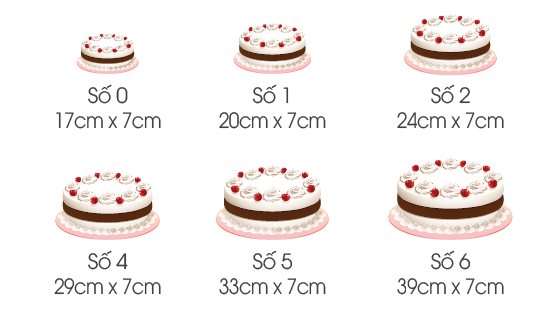 Số 0 Số 1 Số 2
17cm x 7cm 20cm x 7cm 24cm x 7cm
Số 4 Số 5 Số 6
29cm x 7cm 33cm x 7cm 39cm x 7cm